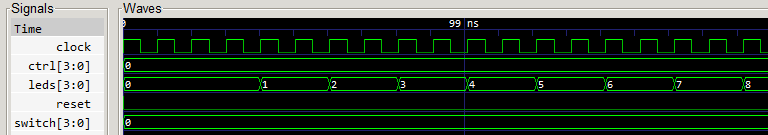 Signals
Waves
Time
0
99 ns
clock
ctrl[3:0]
0
leds[3:0]
0 1 2 3 4 5 6 7 8
reset
switch[3:0]
0